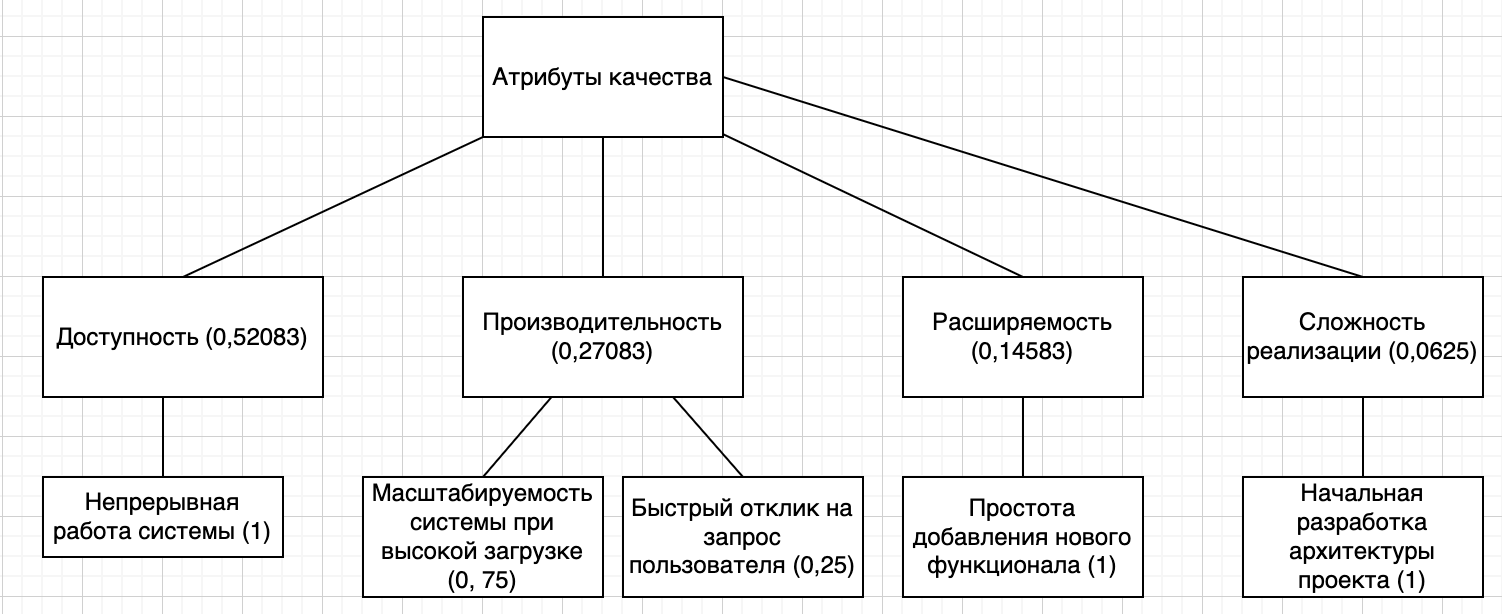 Атрибуты качества
Доступность (0,52083)
Производительность
(0,27083)
Расширяемость
(0,14583)
Сложность
реализации (0,0625)
Непрерывная
работа системы (1)
Масштабируемость
системы при
высокой загрузке
(0, 75)
Быстрый отклик на
запрос
пользователя (0,25)
Простота
добавления нового
функционала (1)
Начальная
разработка
архитектуры
проекта (1)